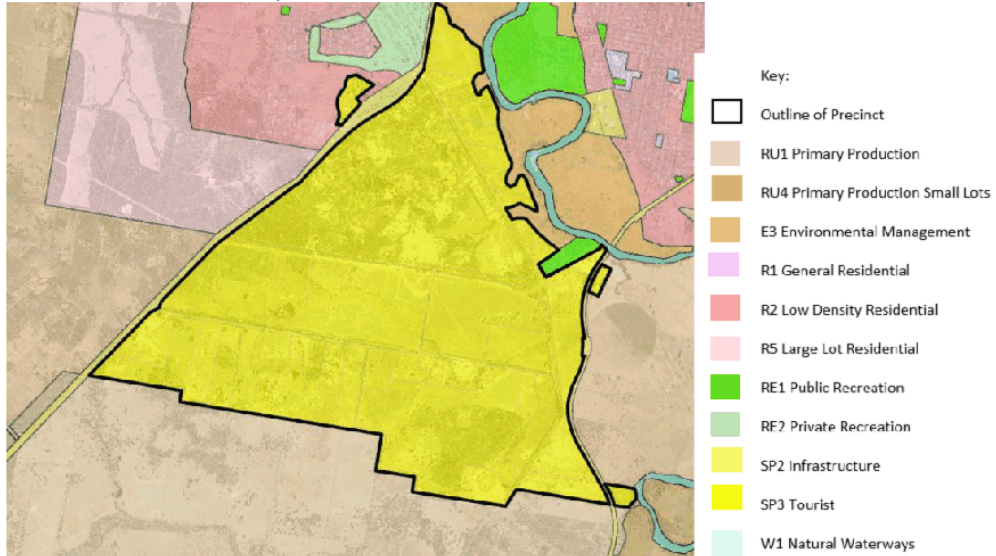 Key:
Outline of Precinct
RU1 Primary Production
RU4 Primary Production Small Lots
E3 Environmental Management
R1 General Residential
R2 Low Density Residential
R5 Large Lot Residential
RE1 Public Recreation
RE2 Private Recreation
SP2 Infrastructure
SP3 Tourist
W1 Natural Waterways